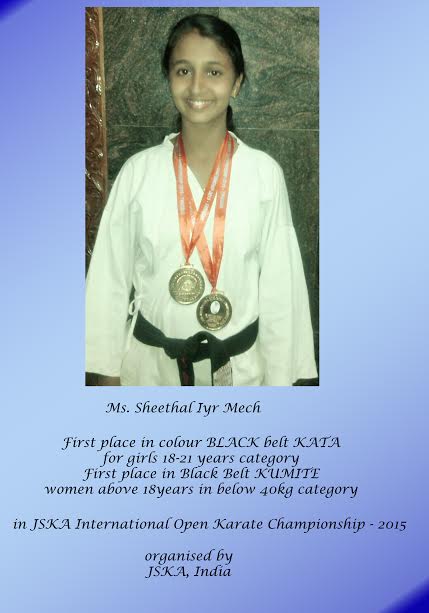 Ms. Sheethal Iyr Mech
First place in colour BLACK belt KATA
for girls 18-21 years category
First place in Black Belt KUMITE
women above 18years in below 40kg category
in JSKA International Open Karate Championship - 2015
organised by
JSKA, India